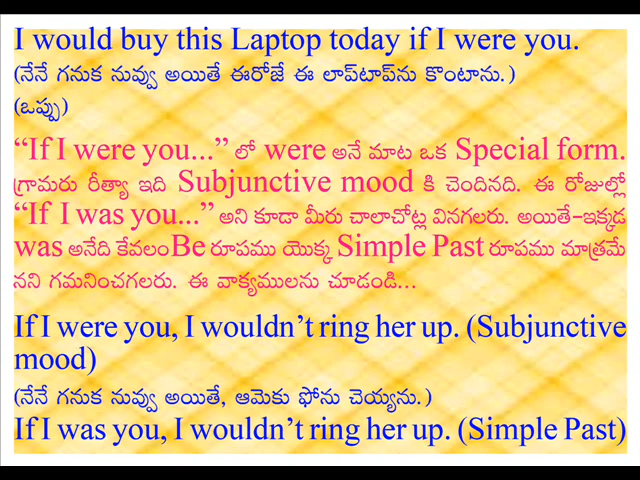 I would buy this Laptop today if I were you.
(నేనే గనుక నువ్వు అయితే ఈరోజే ఈ లాప్‌టాప్‌ను కొంటాను.)
(ఒప్పు)
“If I were you...” లో were అనే మాట ఒక Special form.
గ్రామరు రీత్యా ఇది Subjunctive mood కి చెందినది. ఈ రోజుల్లో
“If I was you...” అని కూడా మీరు చాలాచోట్ల వినగలరు. అయితే-ఇక్కడ
was అనేది కేవలంBe రూపము యొక్క Simple Past రూపము మాత్రమే
నని గమనించగలరు. ఈ వాక్యములను చూడండి...
If I were you, I wouldn’t ring her up. (Subjunctive
mood)
(నేనే గనుక నువ్వు అయితే, ఆమెకు ఫోను చెయ్యను.)
If I was you, I wouldn’t ring her up. (Simple Past)